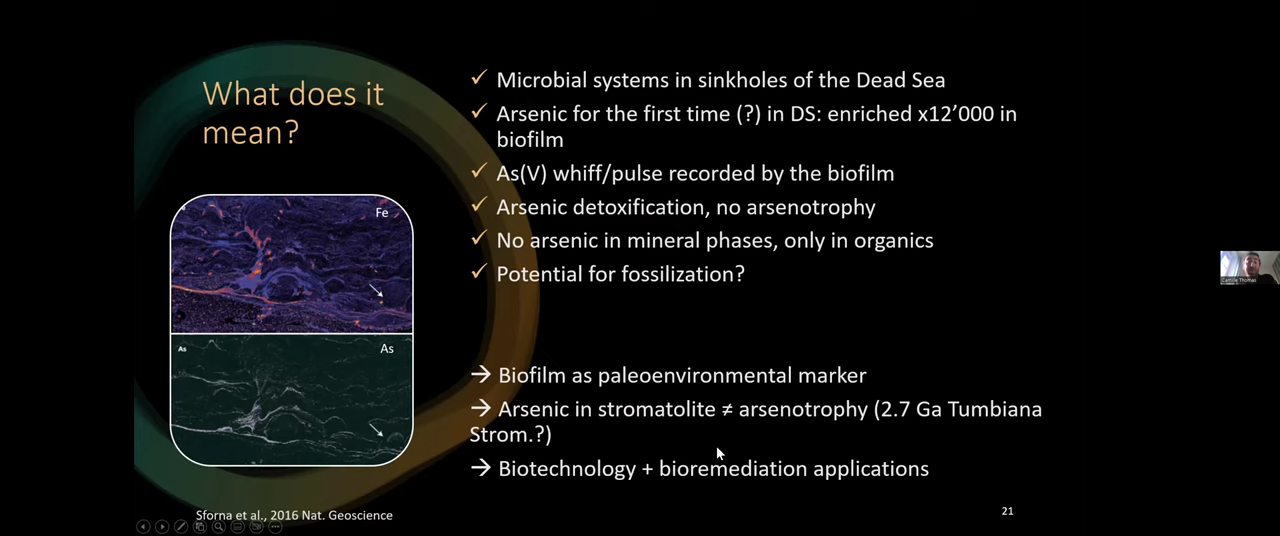 What does it
mean?
✓ Microbial systems in sinkholes of the Dead Sea
✓ Arsenic for the first time (?) in DS: enriched x12’000 in
biofilm
✓ As(V) whiff/pulse recorded by the biofilm
✓ Arsenic detoxification, no arsenotrophy
✓ No arsenic in mineral phases, only in organics
✓ Potential for fossilization?
Fe
As
As
→ Biofilm as paleoenvironmental marker
→ Arsenic in stromatolite ≠ arsenotrophy (2.7 Ga Tumbiana
Strom.?)
→ Biotechnology + bioremediation applications
Sforna et al., 2016 Nat. Geoscience
21
Camille Thomas